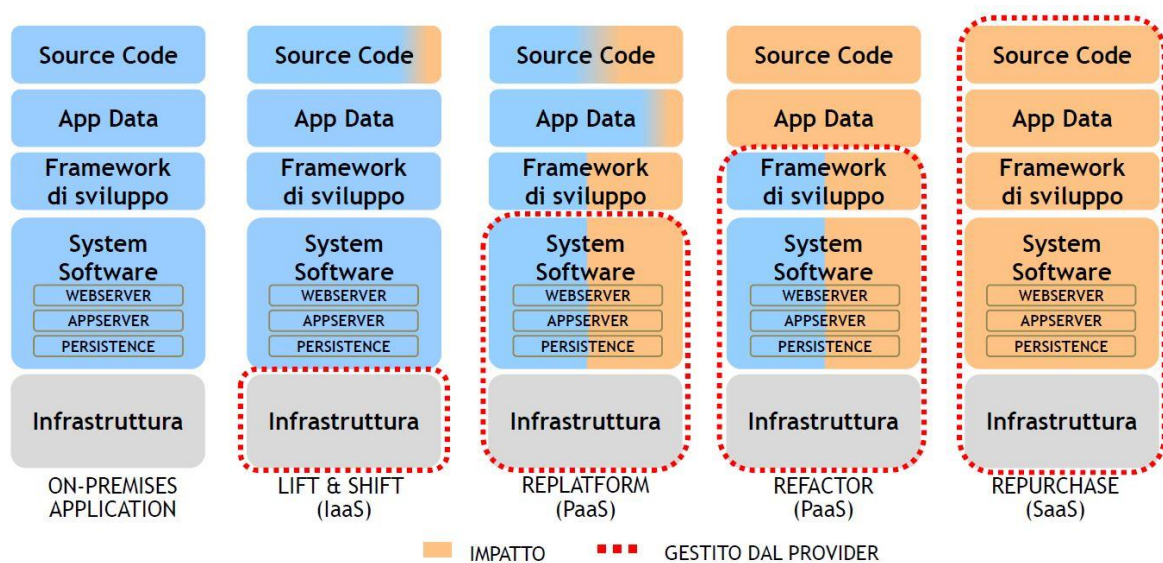 Source Code
App Data
Framework
di sviluppo
System
Software
WEBSERVER
APPSERVER
PERSISTENCE
Infrastruttura
ON-PREMISES
APPLICATION
Source Code
App Data
Framework
di sviluppo
System
Software
WEBSERVER
APPSERVER
PERSISTENCE
Infrastruttura
LIFT & SHIFT
(IaaS)
Source Code
App Data
Framework
di sviluppo
System
Software
WEBSERVER
APPSERVER
PERSISTENCE
Infrastruttura
REPLATFORM
(PaaS)
Source Code
App Data
Framework
di sviluppo
System
Software
WEBSERVER
APPSERVER
PERSISTENCE
Infrastruttura
REFACTOR
(PaaS)
Source Code
App Data
Framework
di sviluppo
System
Software
WEBSERVER
APPSERVER
PERSISTENCE
Infrastruttura
REPURCHASE
(SaaS)
IMPATTO
GESTITO DAL PROVIDER